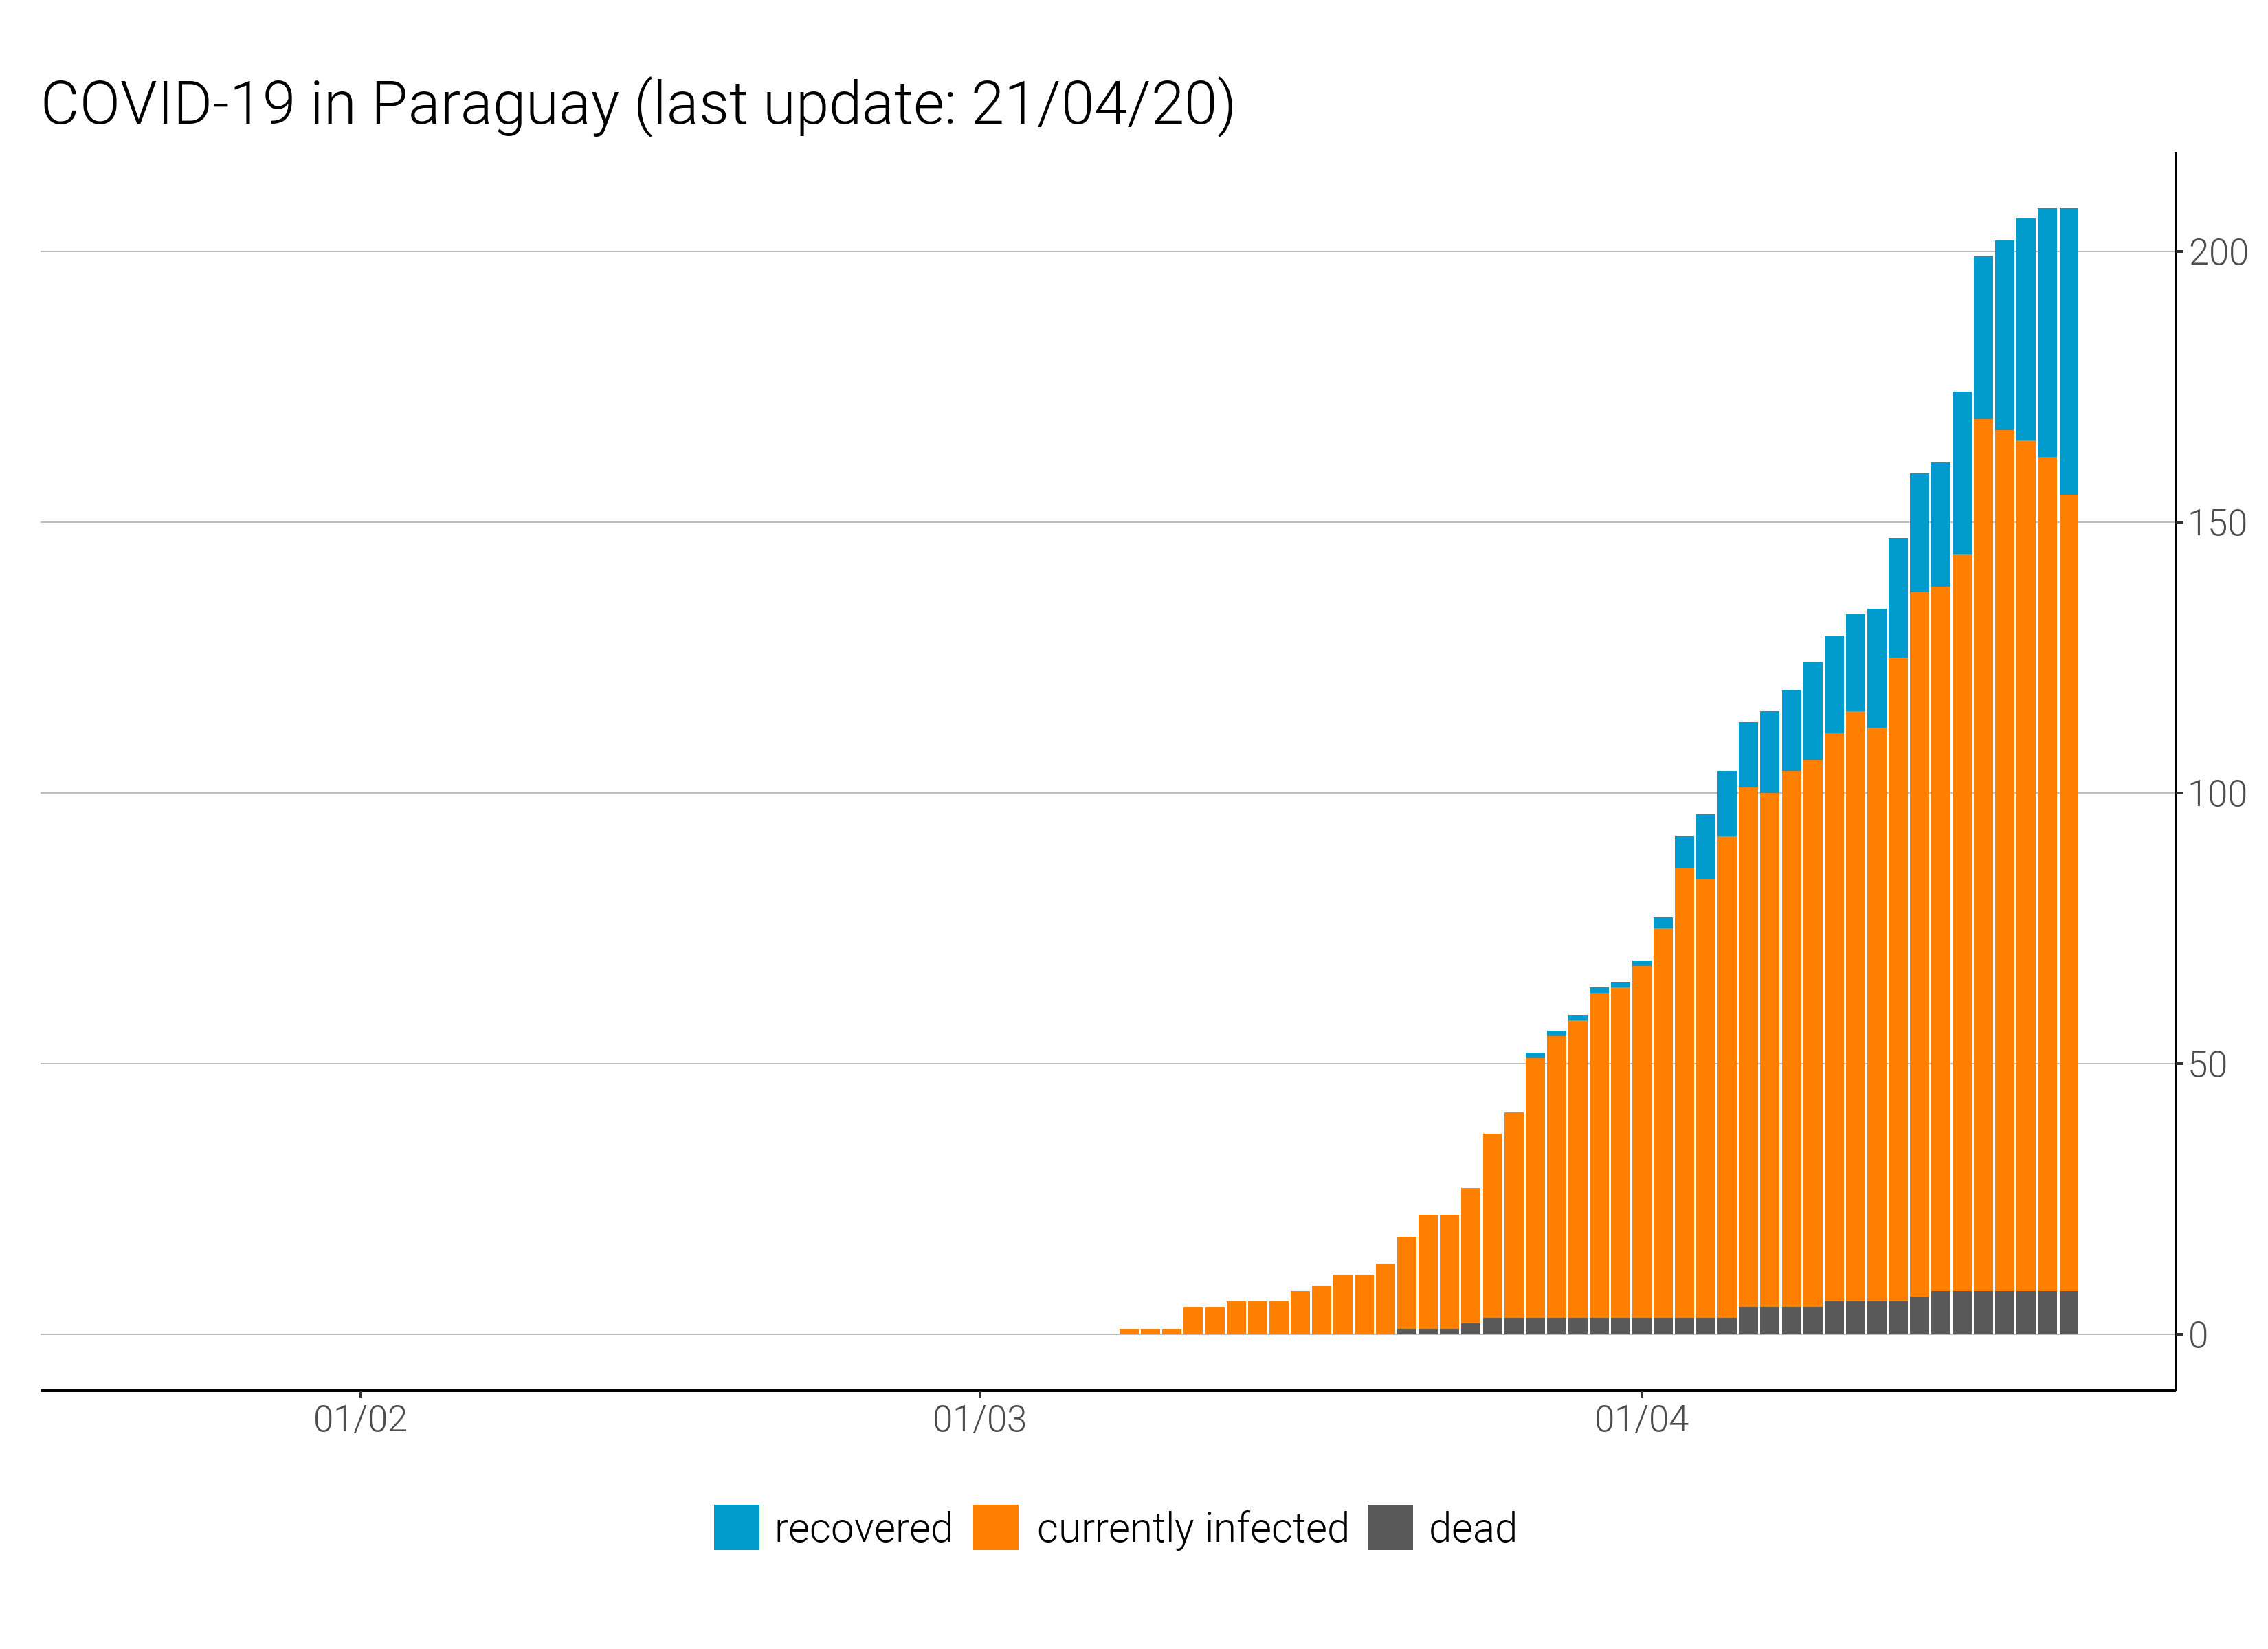 COVID-19 in Paraguay (last update: 21/04/20)
200
150
100
50
0
01/02 01/03 01/04
recovered currently infected dead